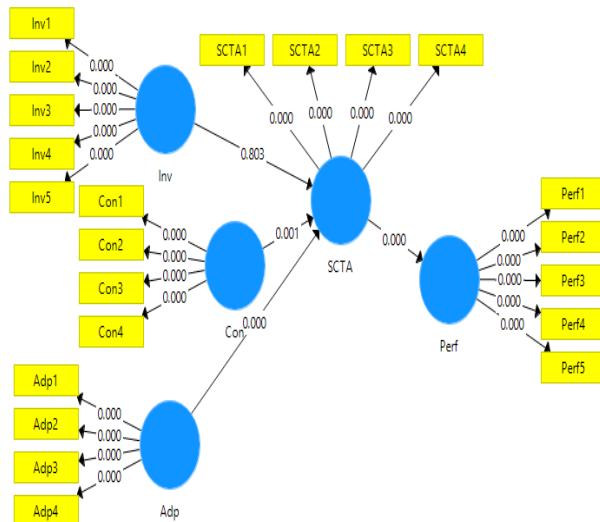 Inv1
Inv2
Inv3
Inv4
Inv5
0.000
0.000
0.000
0.000
0.000
Inv
SCTA1
SCTA2
SCTA3
SCTA4
0.000
0.000
0.000
0.000
0.803
SCTA
Con1
Con2
Con3
Con4
0.000
0.000
0.000
0.000
Con
0.001
0.000
0.000
Adp1
Adp2
Adp3
Adp4
0.000
0.000
0.000
0.000
Adp
Perf
0.000
0.000
0.000
0.000
0.000
Perf1
Perf2
Perf3
Perf4
Perf5